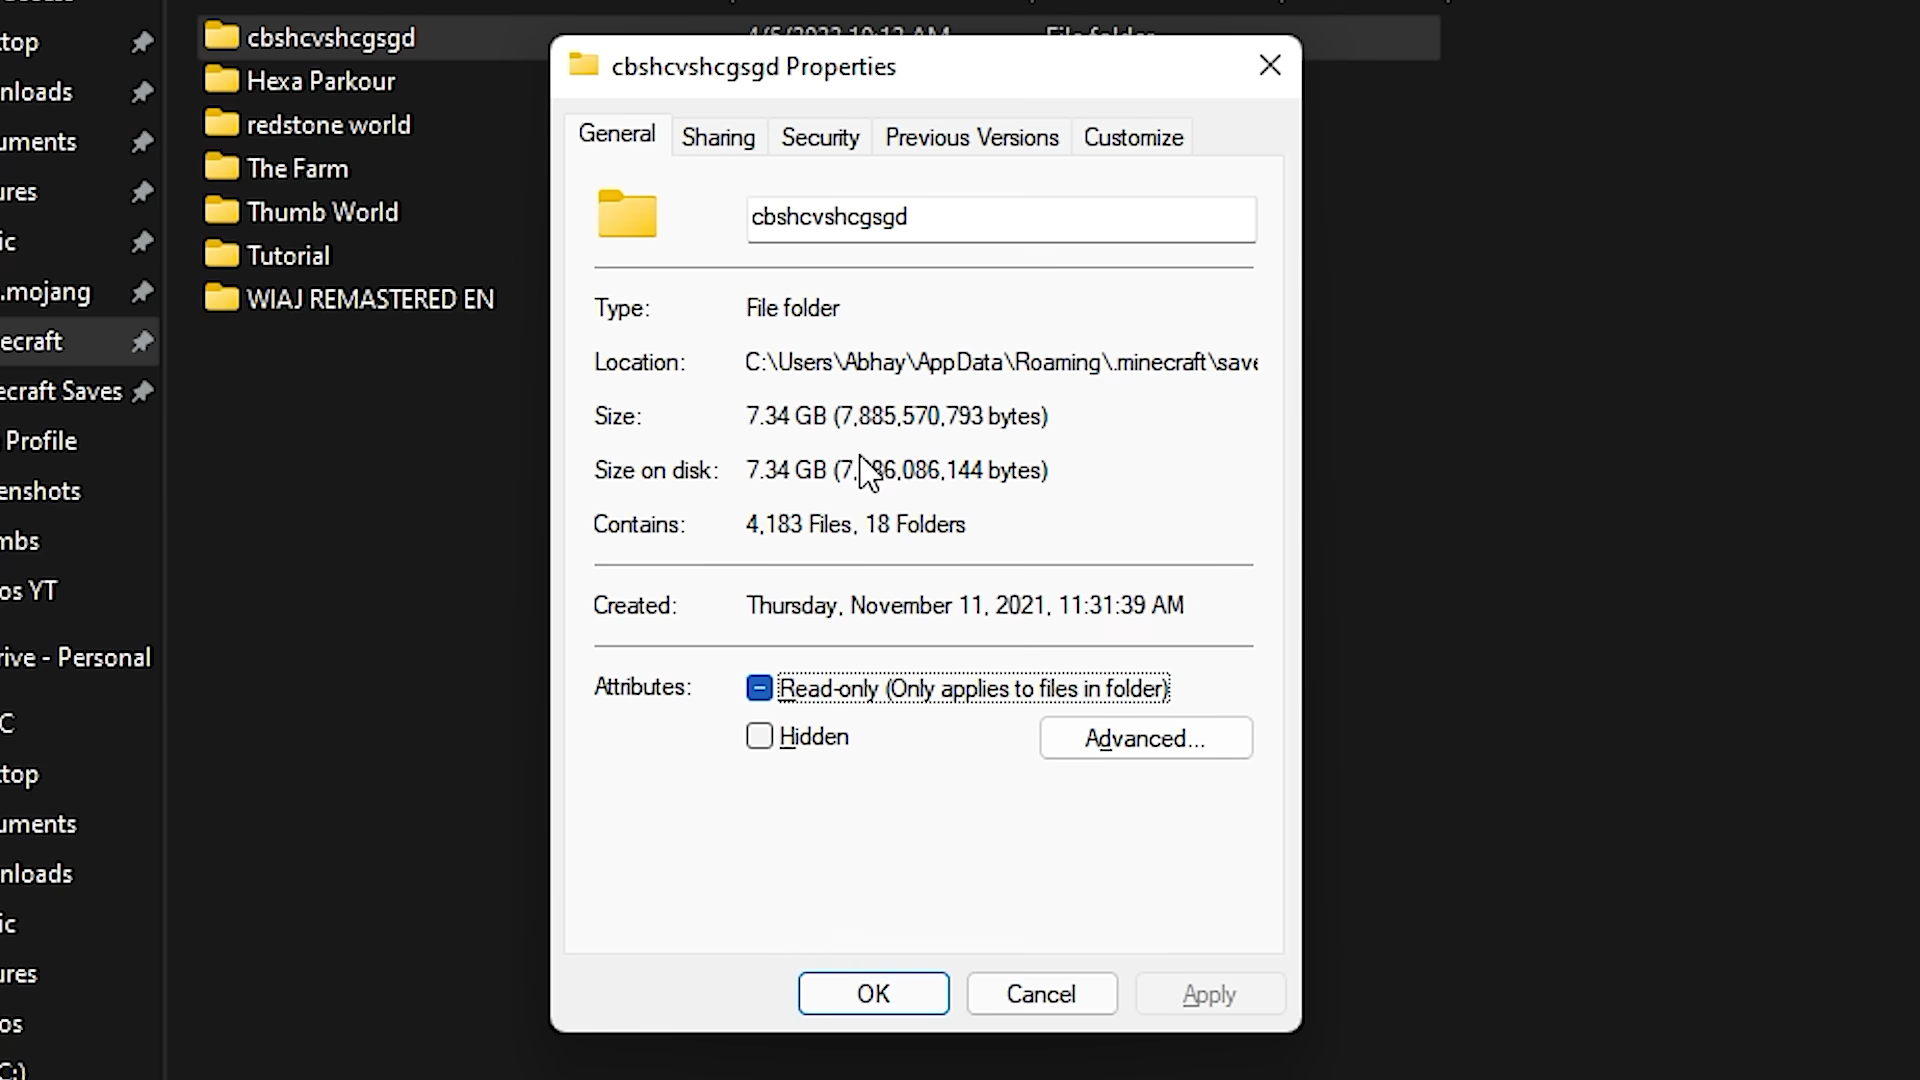 top
nloads
uments
ures
ic
.mojang
ecraft
ecraft Saves
Profile
enshots
mbs
os YT
rive - Personal
C
top
uments
nloads
ic
ures
os
C:)
cbshcvshcgsgd
Hexa Parkour
redstone world
The Farm
Thumb World
Tutorial
WIAJ REMASTERED EN
cbshcvshcgsgd Properties
General Sharing Security Previous Versions Customize
cbshcvshcgsgd
Type: File folder
Location: C:\Users\Abhay\AppData\Roaming\.minecraft\save
Size: 7.34 GB (7,885,570,793 bytes)
Size on disk: 7.34 GB (7, 86,086,144 bytes)
Contains: 4,183 Files, 18 Folders
Created: Thursday, November 11, 2021, 11:31:39 AM
Attributes: Read-only (Only applies to files in folder)
Hidden Advanced...
OK Cancel Apply